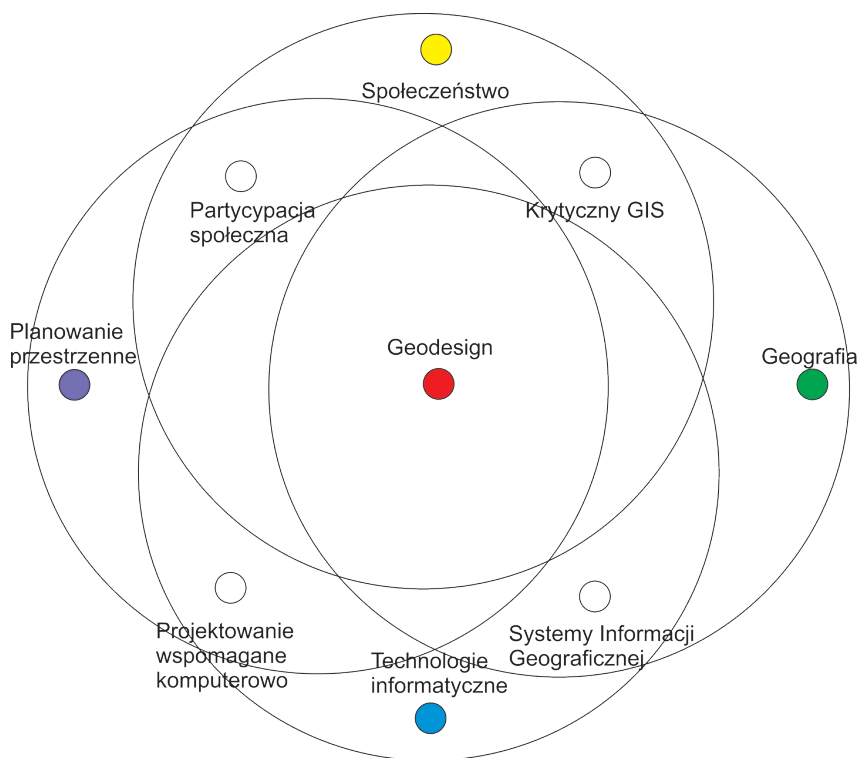 Społeczeństwo
Partycypacja
społeczna
Krytyczny GIS
Planowanie
przestrzenne
Geodesign
Geografia
Projektowanie
wspomagane
komputerowo
Systemy Informacji
Geograficznej
Technologie
informatyczne